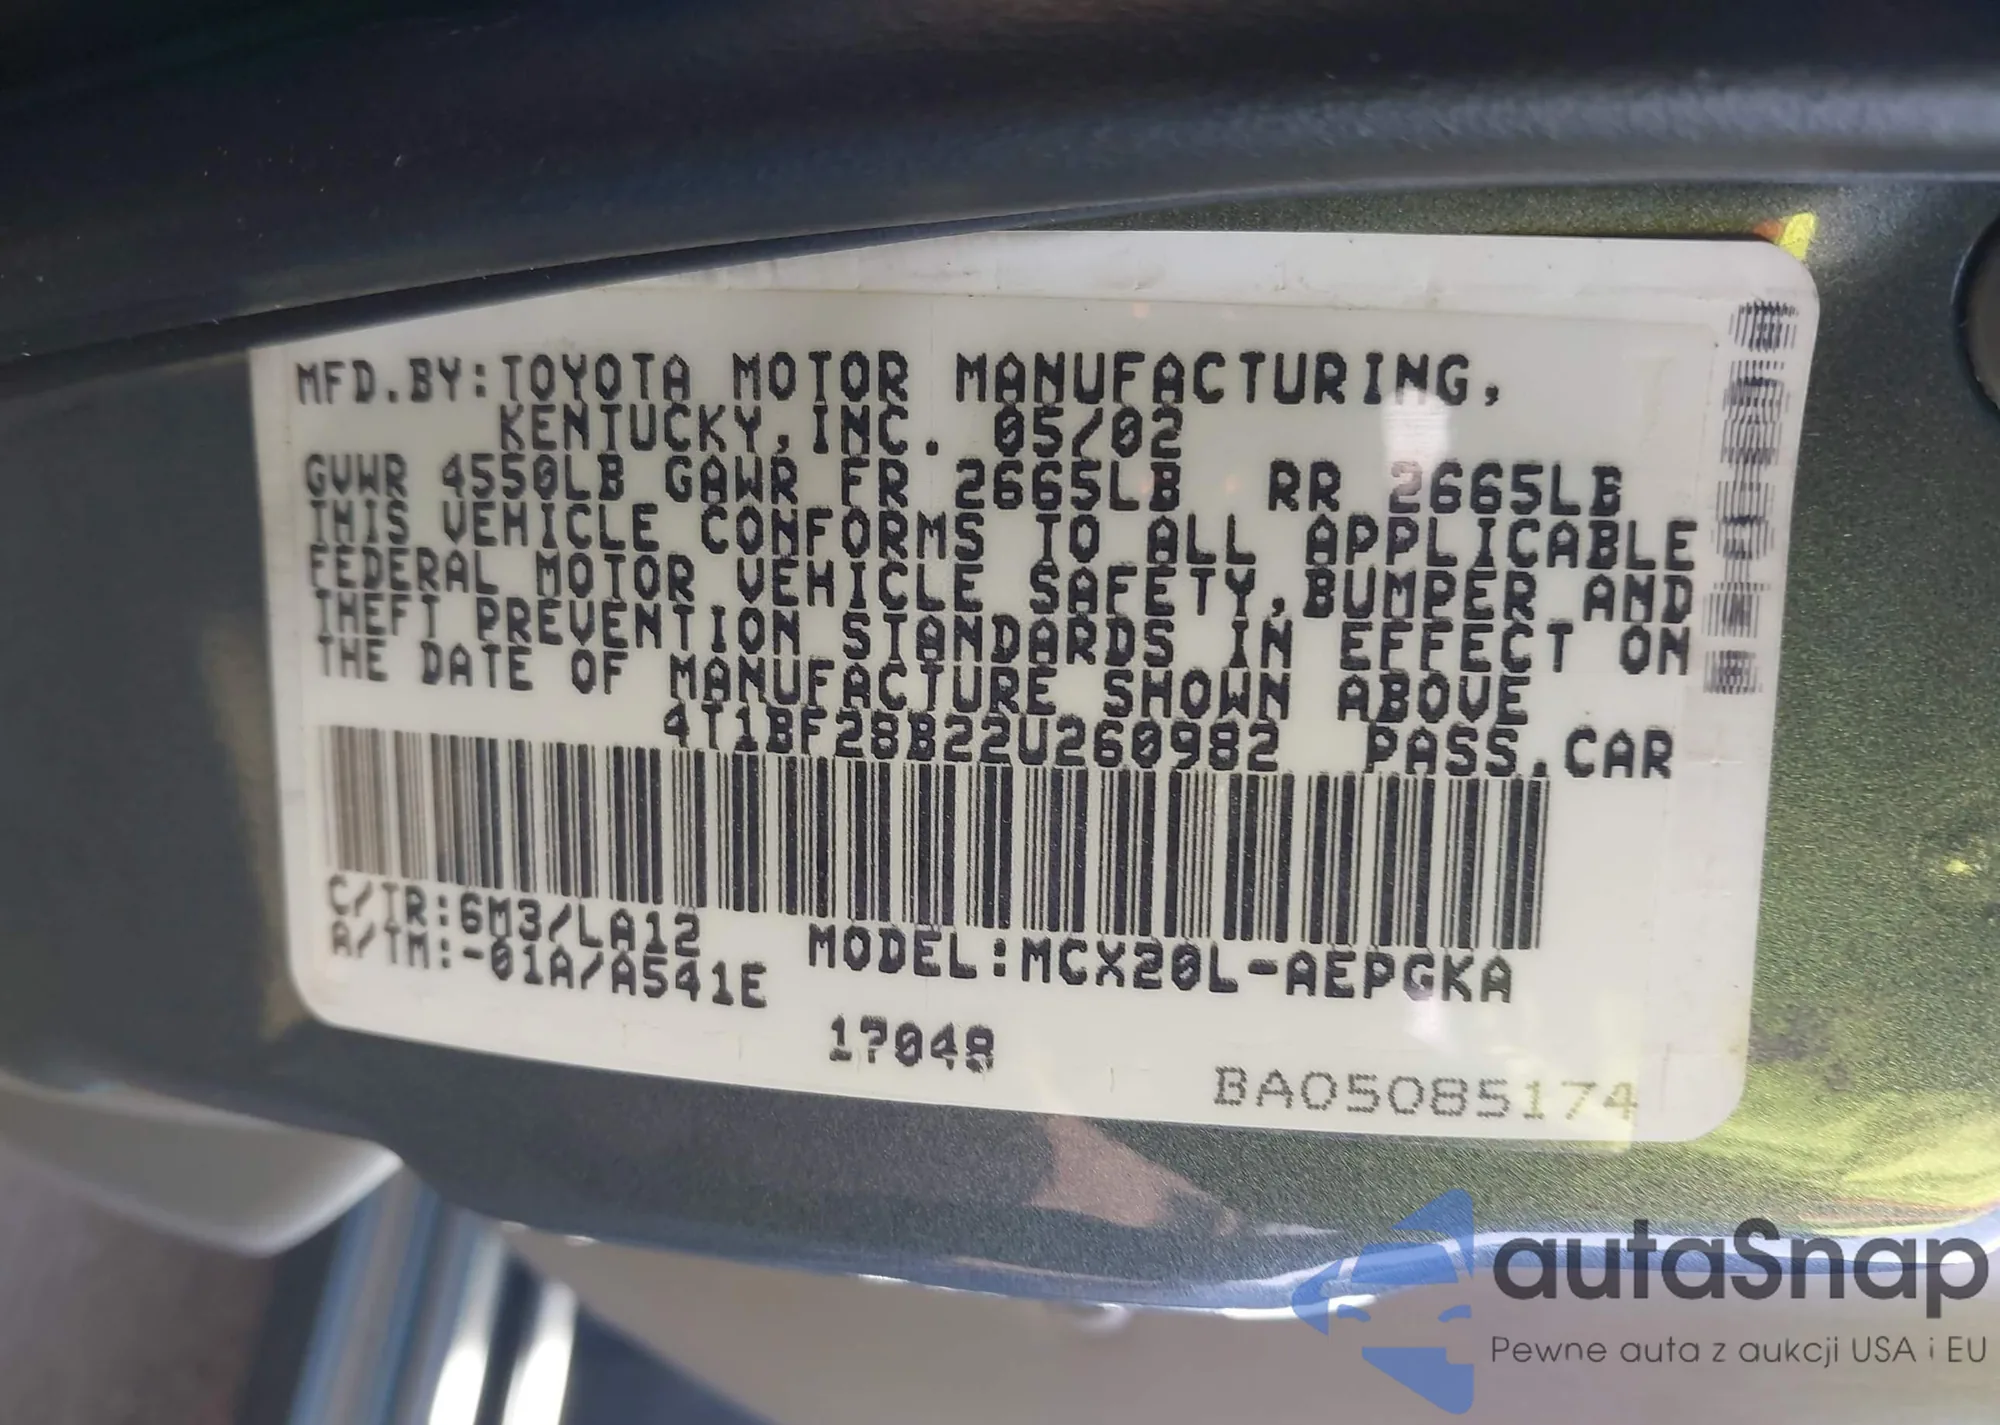 MFD.BY:TOYOTA MOTOR MANUFACTURING,
KENTUCKY,INC. 05/02
GVWR 4550LB GAWR FR 2665LB RR 2665LB
THIS VEHICLE CONFORMS TO ALL APPLICABLE
FEDERAL MOTOR VEHICLE SAFETY,BUMPER AND
THEFT PREVENTION STANDARDS IN EFFECT ON
THE DATE OF MANUFACTURE SHOWN ABOVE
4T1BF28B22U260982 PASS.CAR
C/TR:6M3/LA12
A/TM:-01A/A541E
MODEL:MCX20L-AEPGKA
17048
BA05085174
autaSnap
Pewne auta z aukcji USA i EU